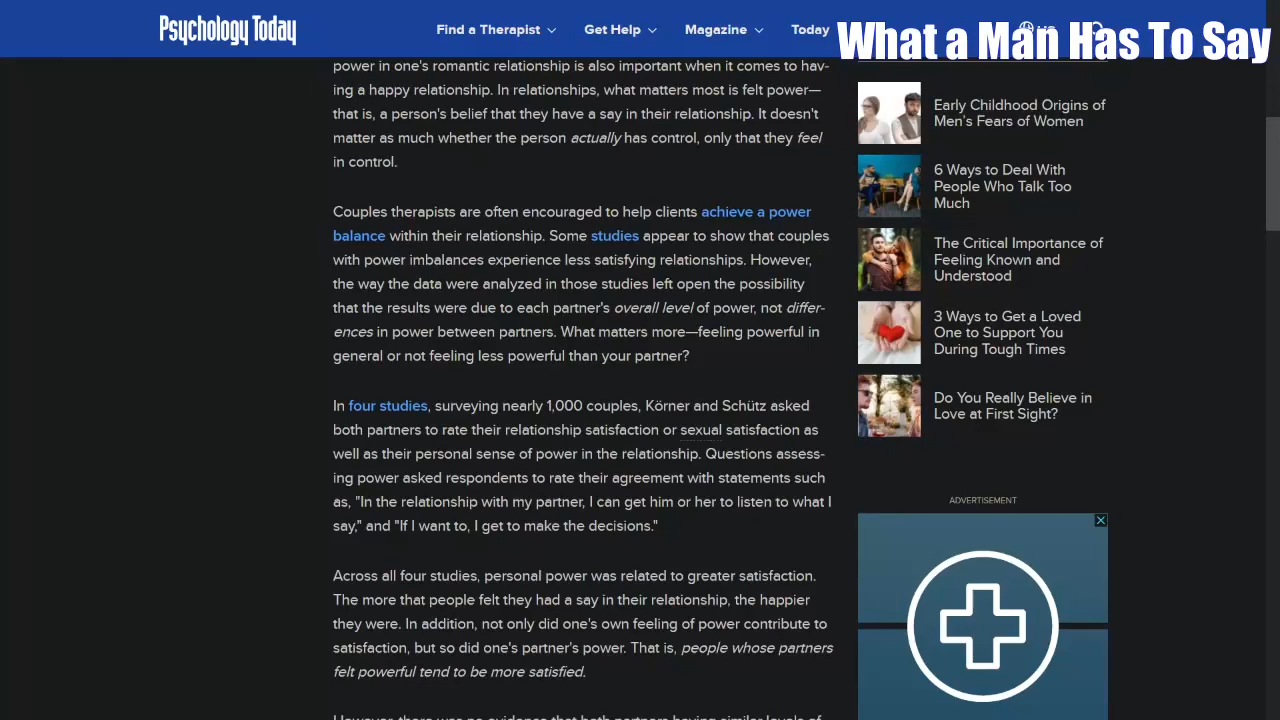 Psychology Today
Find a Therapist
Get Help
Magazine
Today
What a Man Has To Say
power in one's romantic relationship is also important when it comes to hav-
ing a happy relationship. In relationships, what matters most is felt power—
that is, a person's belief that they have a say in their relationship. It doesn't
matter as much whether the person actually has control, only that they feel
in control.
Couples therapists are often encouraged to help clients achieve a power
balance within their relationship. Some studies appear to show that couples
with power imbalances experience less satisfying relationships. However,
the way the data were analyzed in those studies left open the possibility
that the results were due to each partner's overall level of power, not differ-
ences in power between partners. What matters more—feeling powerful in
general or not feeling less powerful than your partner?
In four studies, surveying nearly 1,000 couples, Körner and Schütz asked
both partners to rate their relationship satisfaction or sexual satisfaction as
well as their personal sense of power in the relationship. Questions assess-
ing power asked respondents to rate their agreement with statements such
as, "In the relationship with my partner, I can get him or her to listen to what I
say," and "If I want to, I get to make the decisions."
Across all four studies, personal power was related to greater satisfaction.
The more that people felt they had a say in their relationship, the happier
they were. In addition, not only did one's own feeling of power contribute to
satisfaction, but so did one's partner's power. That is, people whose partners
felt powerful tend to be more satisfied.
However, there was no evidence that both partners having similar levels of
Early Childhood Origins of
Men's Fears of Women
6 Ways to Deal With
People Who Talk Too
Much
The Critical Importance of
Feeling Known and
Understood
3 Ways to Get a Loved
One to Support You
During Tough Times
Do You Really Believe in
Love at First Sight?
ADVERTISEMENT